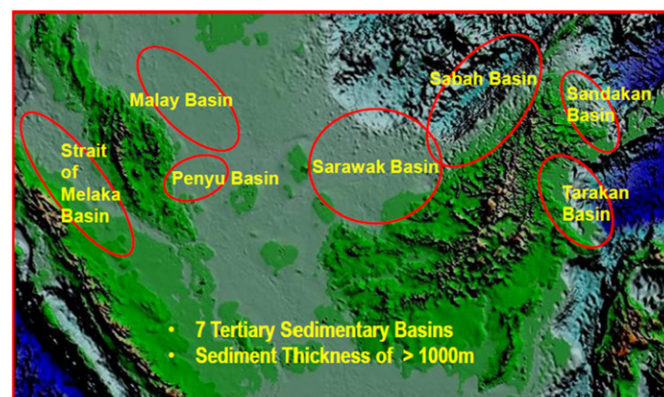 Malay Basin
Sabah Basin
Sandakan
Basin
Strait
of
Melaka
Basin
Penyu Basin
Sarawak Basin
Tarakan
Basin
• 7 Tertiary Sedimentary Basins
• Sediment Thickness of > 1000m